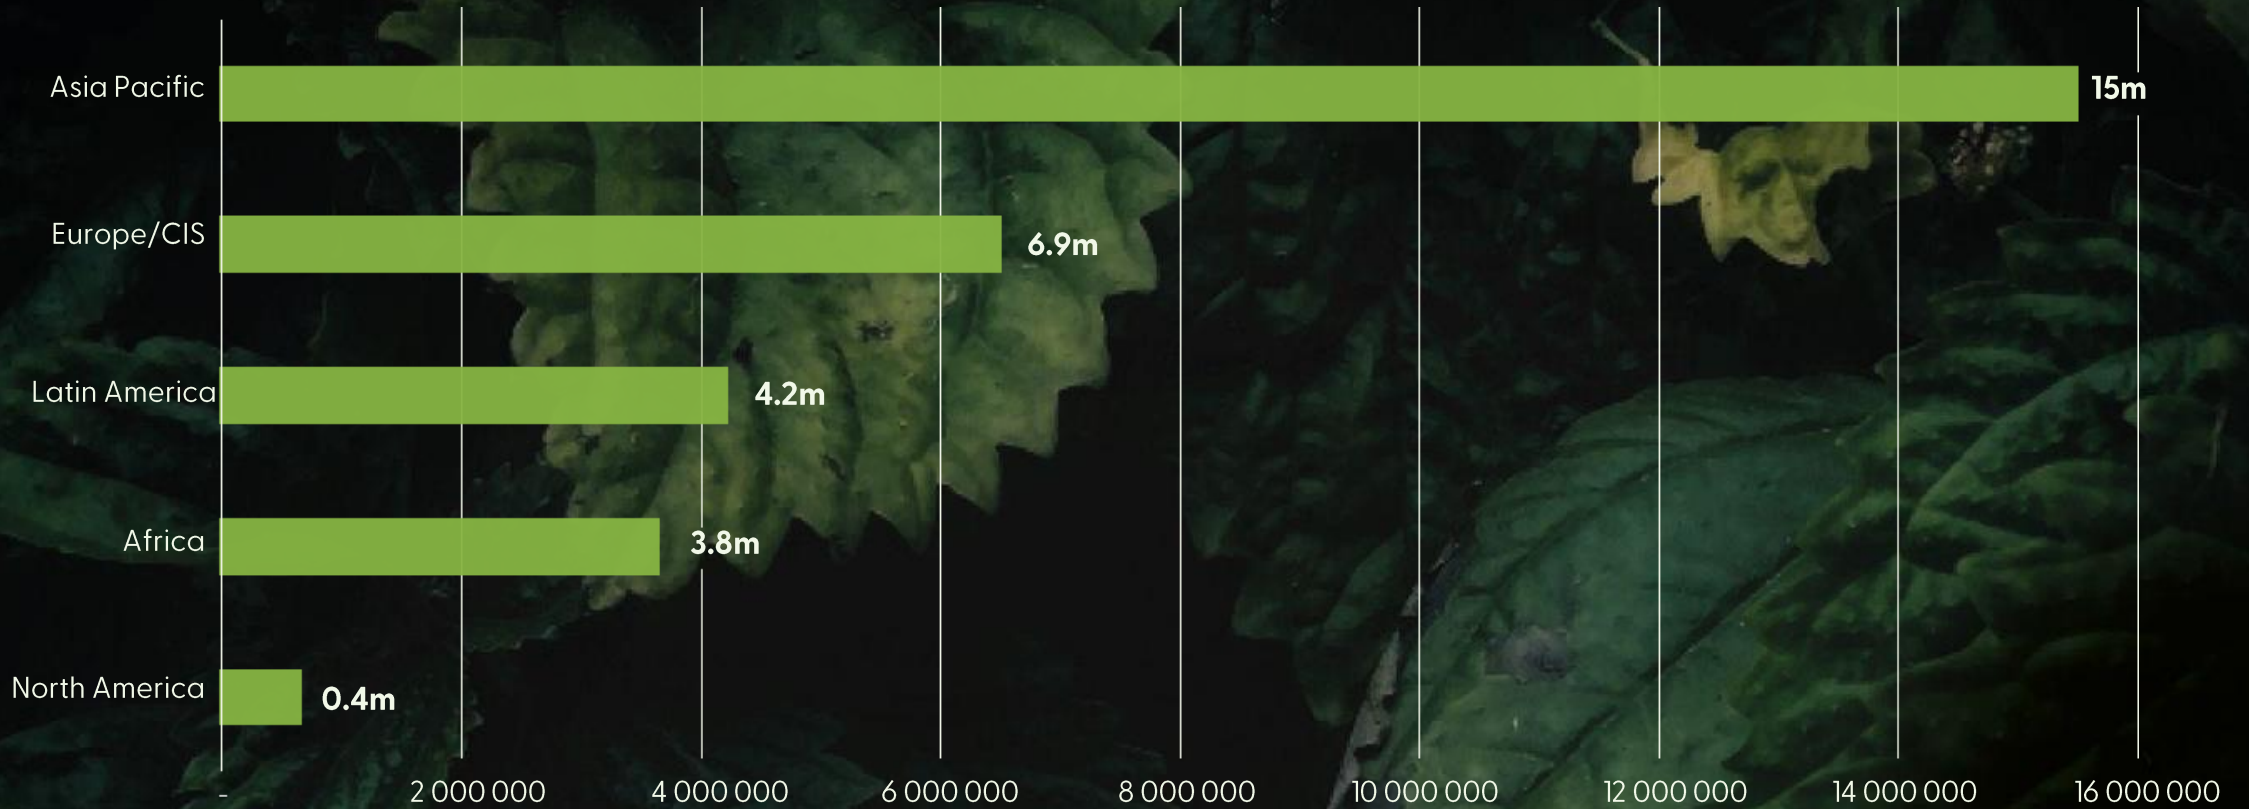 Asia Pacific 15m
Europe/CIS 6.9m
Latin America 4.2m
Africa 3.8m
North America 0.4m
- 2 000 000 4 000 000 6 000 000 8 000 000 10 000 000 12 000 000 14 000 000 16 000 000